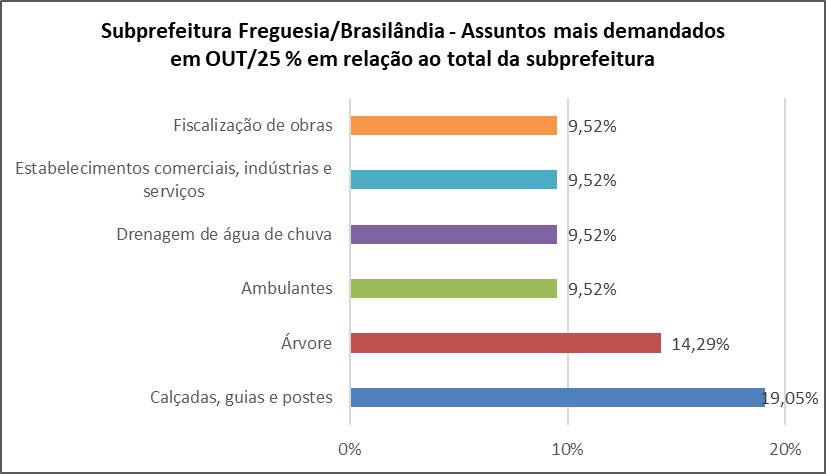 Subprefeitura Freguesia/Brasilândia - Assuntos mais demandados
em OUT/25 % em relação ao total da subprefeitura
Fiscalização de obras
9,52%
Estabelecimentos comerciais, indústrias e
serviços
9,52%
Drenagem de água de chuva
9,52%
Ambulantes
9,52%
Árvore
14,29%
Calçadas, guias e postes
19,05%
0%
10%
20%